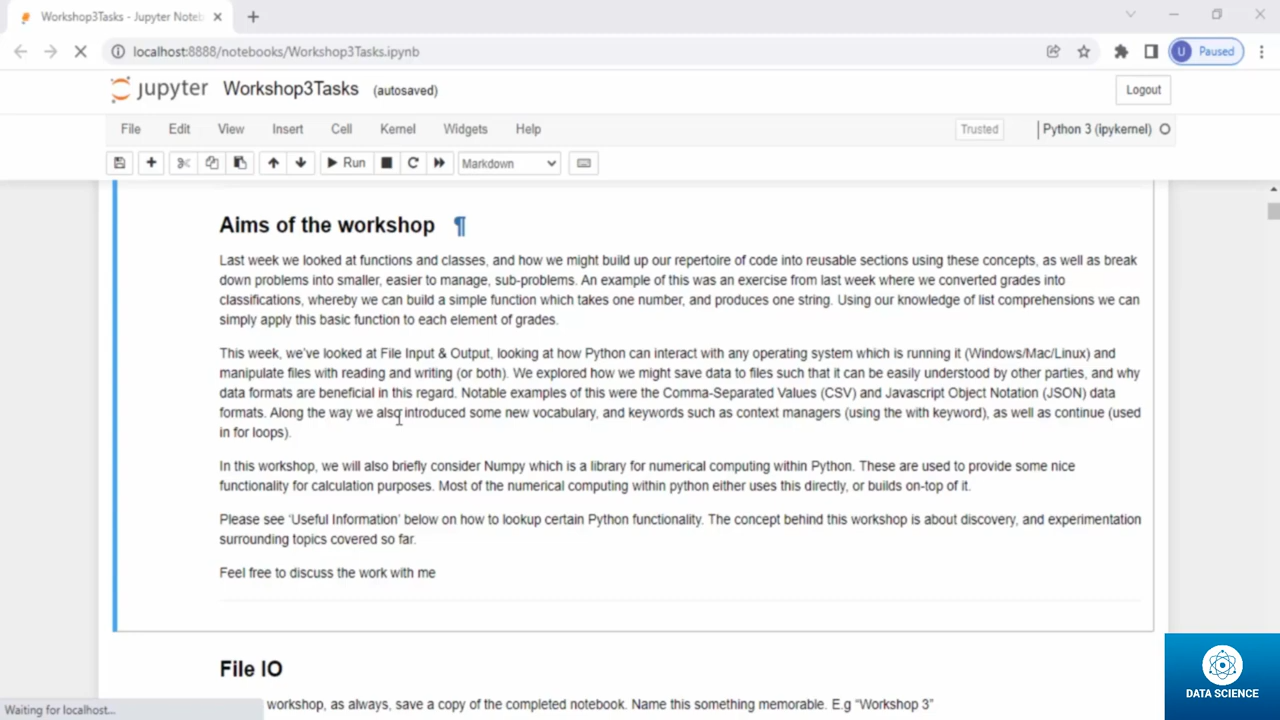 Workshop3Tasks - Jupyter Noteb
localhost:8888/notebooks/Workshop3Tasks.ipynb
U Paused
jupyter Workshop3Tasks (autosaved)
Logout
File Edit View Insert Cell Kernel Widgets Help
Trusted
Python 3 (ipykernel)
Run
Markdown
Aims of the workshop ¶
Last week we looked at functions and classes, and how we might build up our repertoire of code into reusable sections using these concepts, as well as break
down problems into smaller, easier to manage, sub-problems. An example of this was an exercise from last week where we converted grades into
classifications, whereby we can build a simple function which takes one number, and produces one string. Using our knowledge of list comprehensions we can
simply apply this basic function to each element of grades.
This week, we've looked at File Input & Output, looking at how Python can interact with any operating system which is running it (Windows/Mac/Linux) and
manipulate files with reading and writing (or both). We explored how we might save data to files such that it can be easily understood by other parties, and why
data formats are beneficial in this regard. Notable examples of this were the Comma-Separated Values (CSV) and Javascript Object Notation (JSON) data
formats. Along the way we also introduced some new vocabulary, and keywords such as context managers (using the with keyword), as well as continue (used
in for loops).
In this workshop, we will also briefly consider Numpy which is a library for numerical computing within Python. These are used to provide some nice
functionality for calculation purposes. Most of the numerical computing within python either uses this directly, or builds on-top of it.
Please see 'Useful Information' below on how to lookup certain Python functionality. The concept behind this workshop is about discovery, and experimentation
surrounding topics covered so far.
Feel free to discuss the work with me
File IO
workshop, as always, save a copy of the completed notebook. Name this something memorable. E.g “Workshop 3”
Waiting for localhost...
DATA SCIENCE